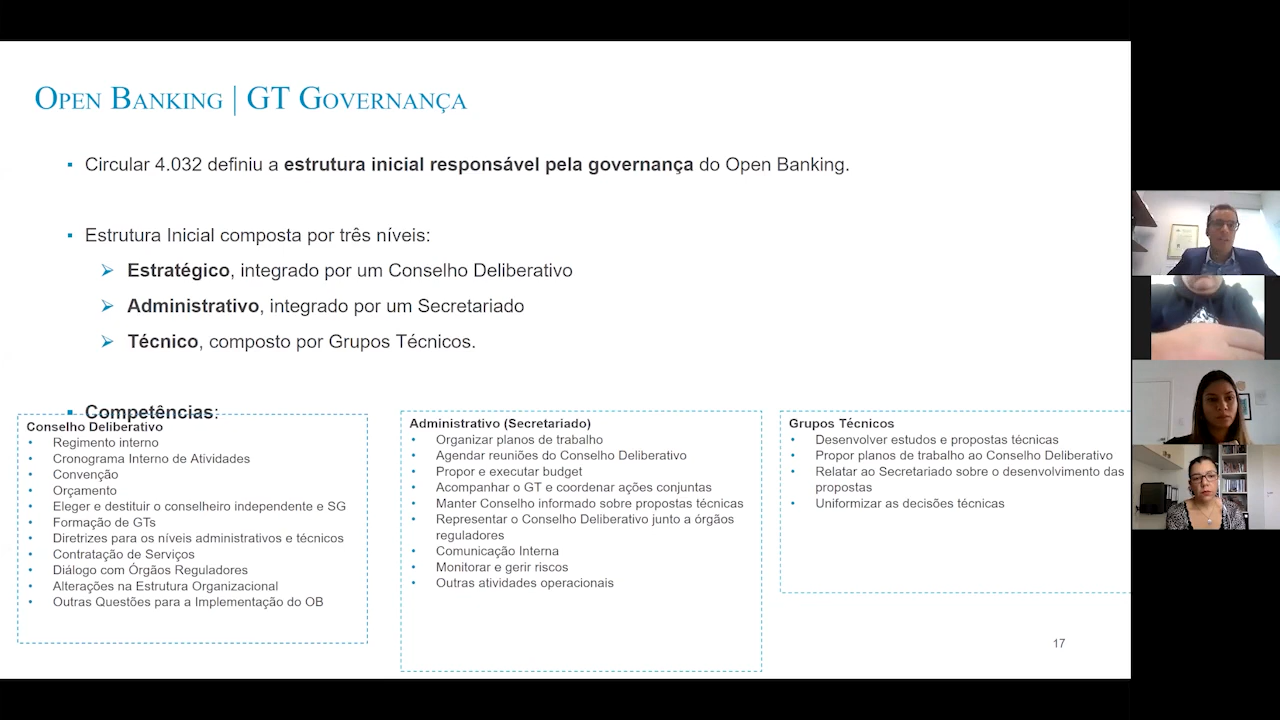 Open Banking | GT Governança
▪ Circular 4.032 definiu a estrutura inicial responsável pela governança do Open Banking.
▪ Estrutura Inicial composta por três níveis:
➢ Estratégico, integrado por um Conselho Deliberativo
➢ Administrativo, integrado por um Secretariado
➢ Técnico, composto por Grupos Técnicos.
▪ Competências:
Conselho Deliberativo
• Regimento interno
• Cronograma Interno de Atividades
• Convenção
• Orçamento
• Eleger e destituir o conselheiro independente e SG
• Formação de GTs
• Diretrizes para os níveis administrativos e técnicos
• Contratação de Serviços
• Diálogo com Órgãos Reguladores
• Alterações na Estrutura Organizacional
• Outras Questões para a Implementação do OB
Administrativo (Secretariado)
• Organizar planos de trabalho
• Agendar reuniões do Conselho Deliberativo
• Propor e executar budget
• Acompanhar o GT e coordenar ações conjuntas
• Manter Conselho informado sobre propostas técnicas
• Representar o Conselho Deliberativo junto a órgãos
reguladores
• Comunicação Interna
• Monitorar e gerir riscos
• Outras atividades operacionais
Grupos Técnicos
• Desenvolver estudos e propostas técnicas
• Propor planos de trabalho ao Conselho Deliberativo
• Relatar ao Secretariado sobre o desenvolvimento das
propostas
• Uniformizar as decisões técnicas
17